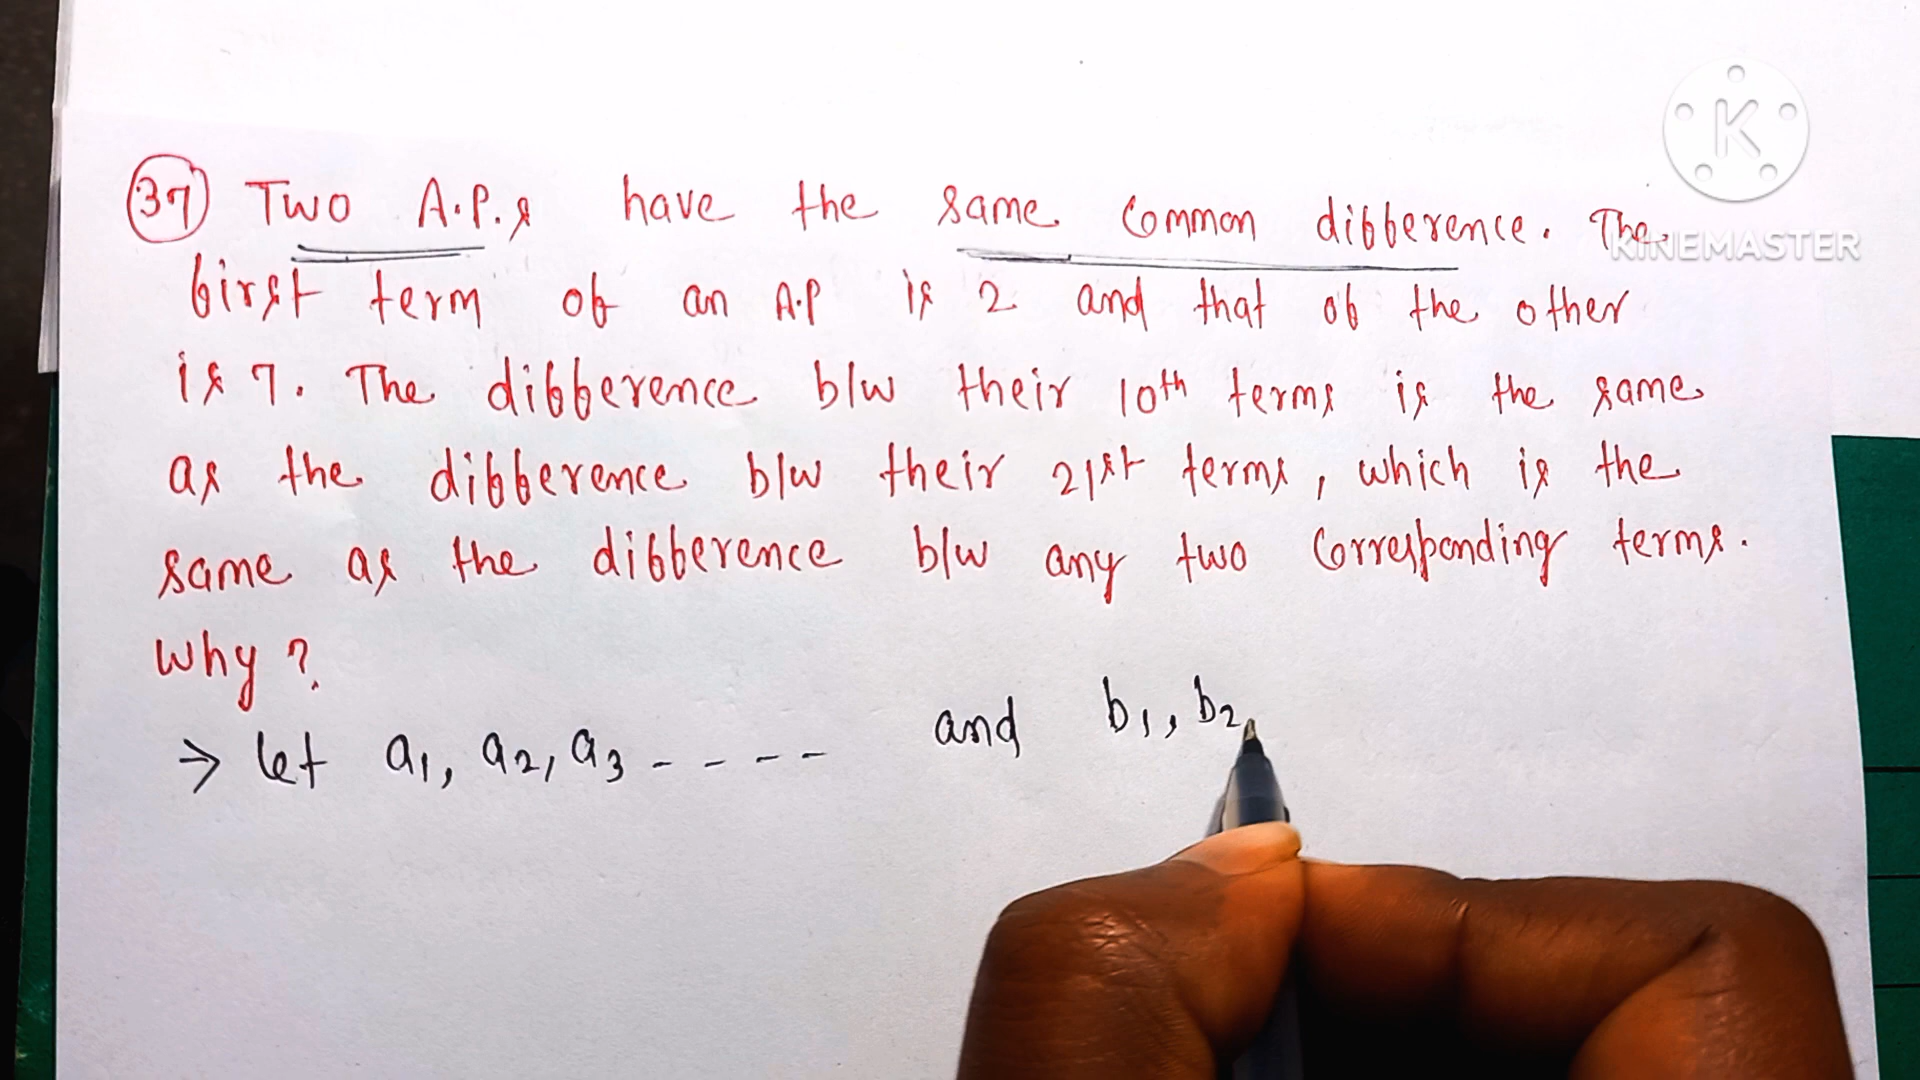 K
KINEMASTER
(37) Two A.P.s have the same common difference. The
first term of an A.P is 2 and that of the other
is 7. The difference b/w their 10th terms is the same
as the difference b/w their 21st terms, which is the
same as the difference b/w any two corresponding terms.
Why?
→ let a1, a2, a3 - - - - and b1, b2,